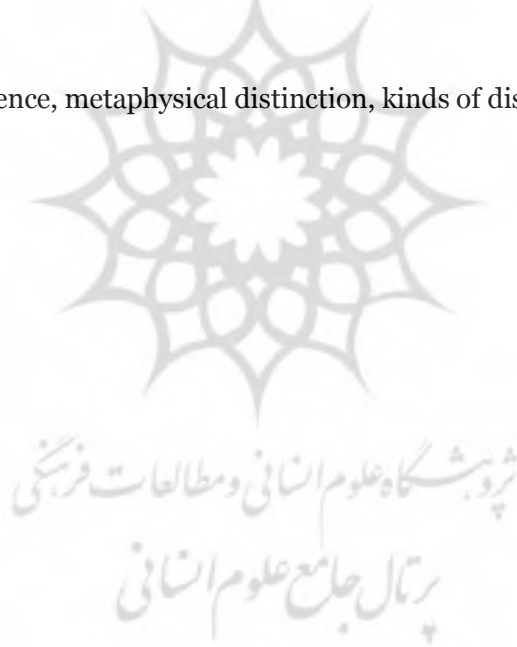 ence, metaphysical distinction, kinds of dis
پژوهشگاه علوم انسانی و مطالعات فرهنگی
پرتال جامع علوم انسانی